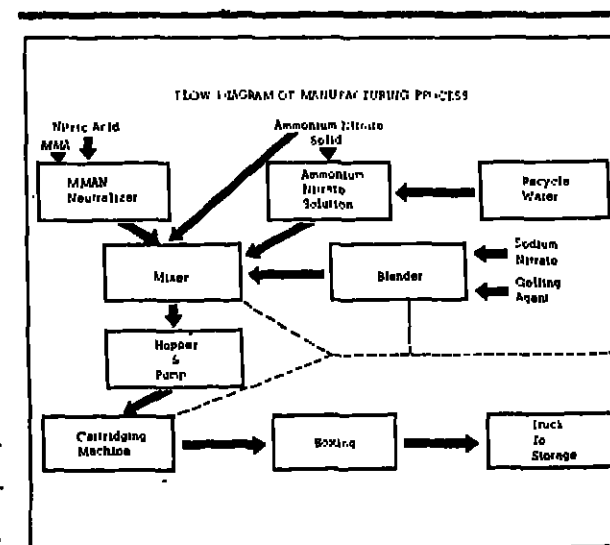 FLOW DIAGRAM OF MANUFACTURING PROCESS
Nitric Acid
MMA
Ammonium Nitrate
Solid
MMAN
Neutralizer
Ammonium
Nitrate
Solution
Recycle
Water
Mixer
Blender
Sodium
Nitrate
Gelling
Agent
Hopper
&
Pump
Cartridging
Machine
Boxing
Truck
To
Storage